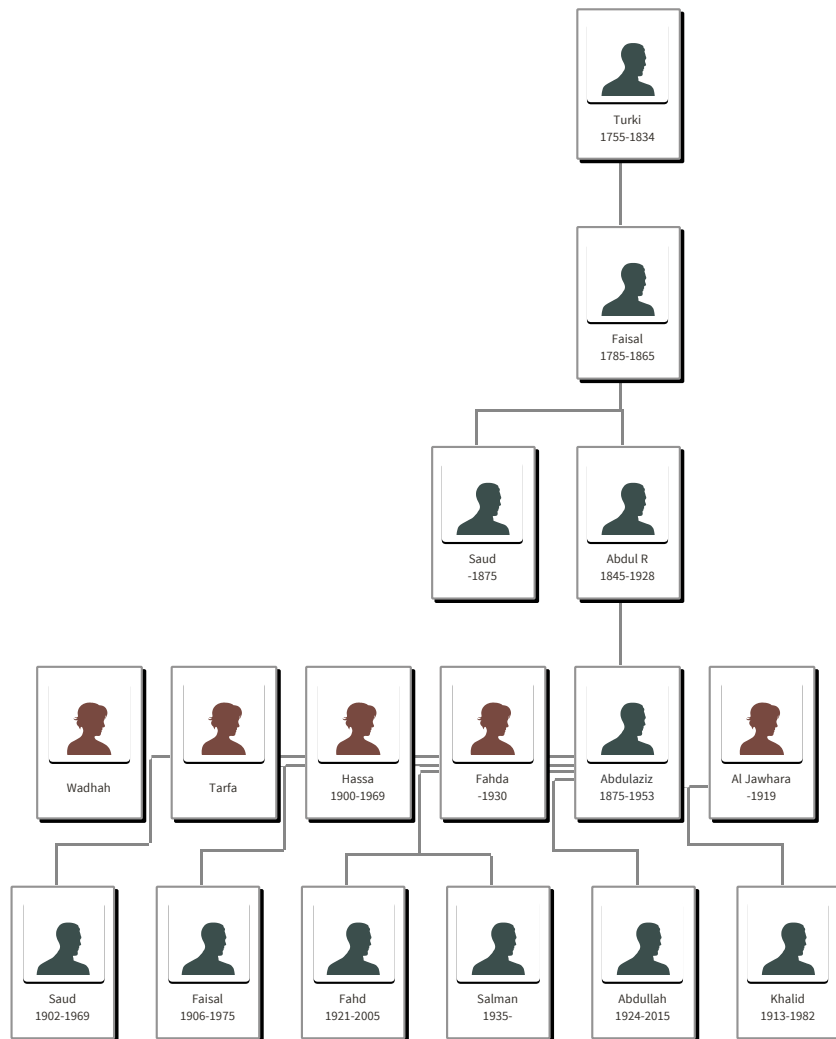 Turki
1755-1834
Faisal
1785-1865
Saud
-1875
Abdul R
1845-1928
Wadhah
Tarfa
Hassa
1900-1969
Fahda
-1930
Abdulaziz
1875-1953
Al Jawhara
-1919
Saud
1902-1969
Faisal
1906-1975
Fahd
1921-2005
Salman
1935-
Abdullah
1924-2015
Khalid
1913-1982